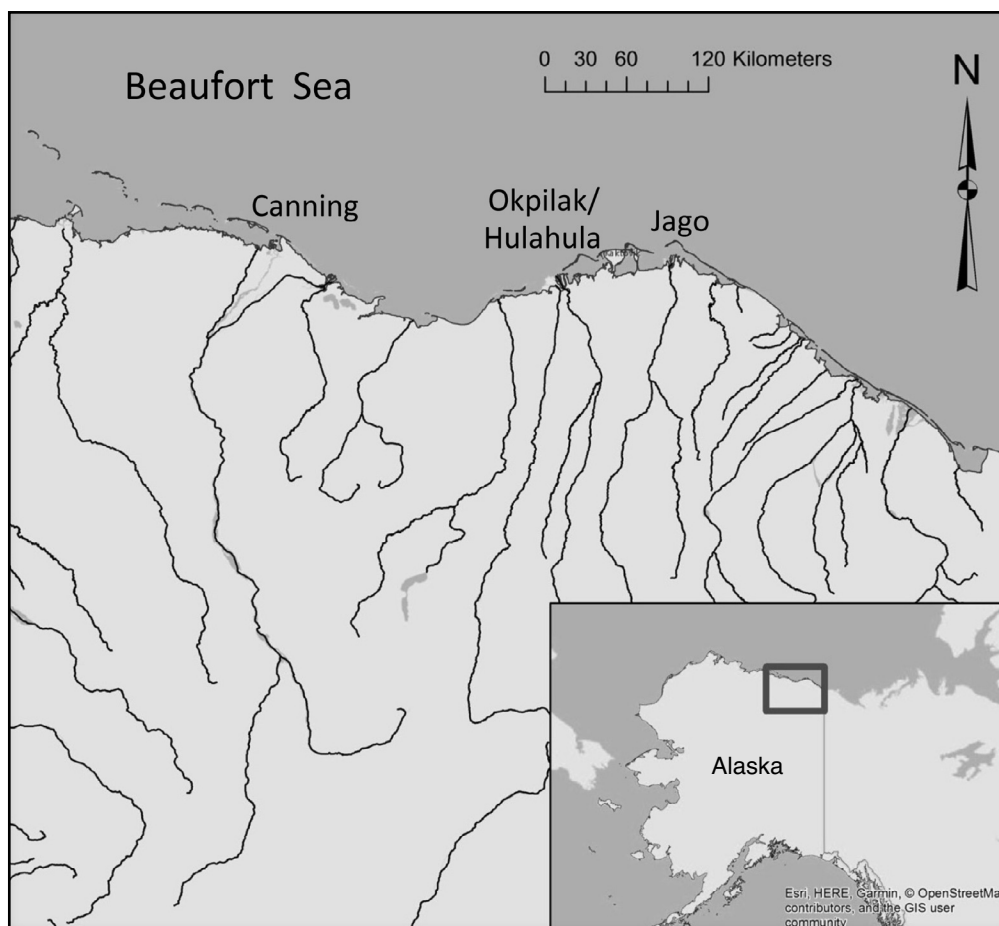 Beaufort Sea
0 30 60 120 Kilometers
N
Canning
Okpilak/
Hulahula
Jago
Alaska
Esri, HERE, Garmin, © OpenStreetMa
contributors, and the GIS user
community